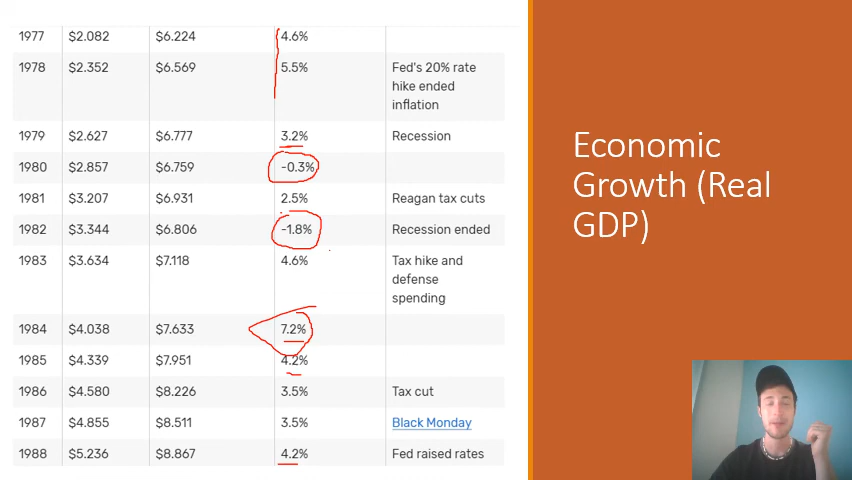 1977 $2.082 $6.224 4.6%
1978 $2.352 $6.569 5.5% Fed's 20% rate
hike ended
inflation
1979 $2.627 $6.777 3.2% Recession
1980 $2.857 $6.759 -0.3%
1981 $3.207 $6.931 2.5% Reagan tax cuts
1982 $3.344 $6.806 -1.8% Recession ended
1983 $3.634 $7.118 4.6% Tax hike and
defense
spending
1984 $4.038 $7.633 7.2%
1985 $4.339 $7.951 4.2%
1986 $4.580 $8.226 3.5% Tax cut
1987 $4.855 $8.511 3.5% Black Monday
1988 $5.236 $8.867 4.2% Fed raised rates
Economic
Growth (Real
GDP)